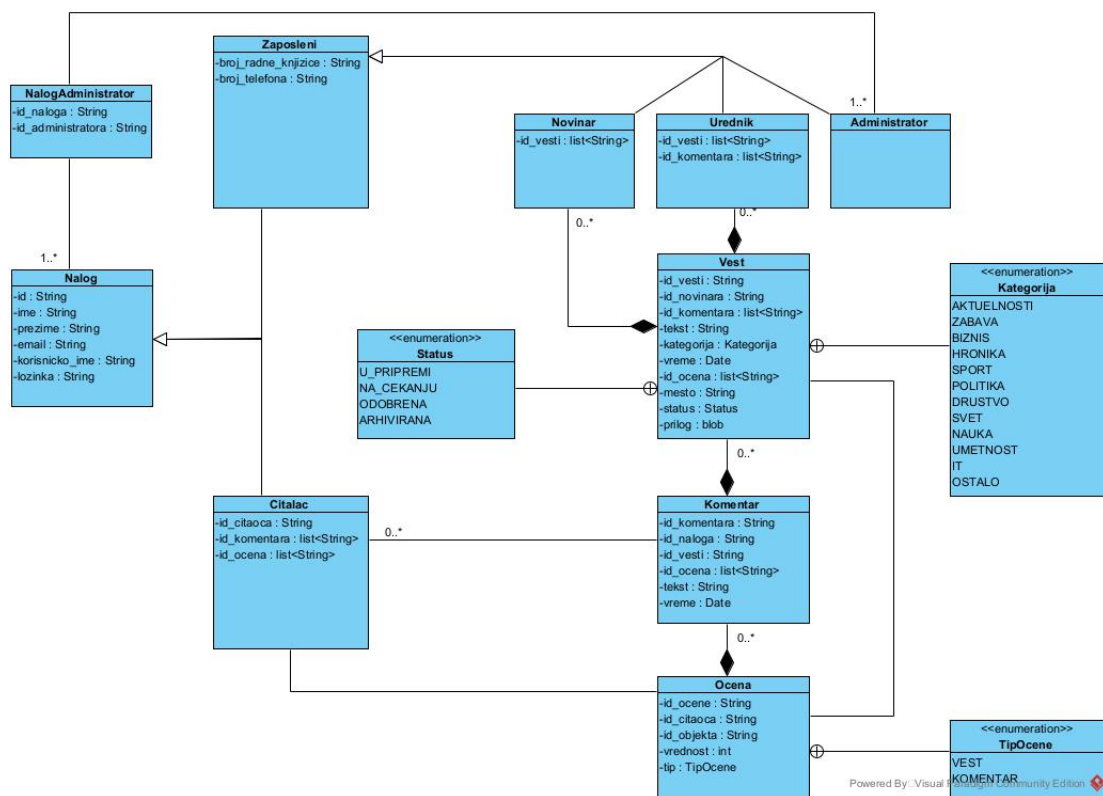 Zaposleni
-broj_radne_knjizice : String
-broj_telefona : String
NalogAdministrator
-id_naloga : String
-id_administratora : String
1..*
Novinar
-id_vesti : list<String>
Urednik
-id_vesti : list<String>
-id_komentara : list<String>
Administrator
0..*
0..*
1..*
Nalog
-id : String
-ime : String
-prezime : String
-email : String
-korisnicko_ime : String
-lozinka : String
Vest
-id_vesti : String
-id_novinara : String
-id_komentara : list<String>
-tekst : String
-kategorija : Kategorija
-vreme : Date
-id_ocena : list<String>
-mesto : String
-status : Status
-prilog : blob
<<enumeration>>
Kategorija
AKTUELNOSTI
ZABAVA
BIZNIS
HRONIKA
SPORT
POLITIKA
DRUSTVO
SVET
NAUKA
UMETNOST
IT
OSTALO
<<enumeration>>
Status
U_PRIPREMI
NA_CEKANJU
ODOBRENA
ARHIVIRANA
0..*
Citalac
-id_citaoca : String
-id_komentara : list<String>
-id_ocena : list<String>
0..*
Komentar
-id_komentara : String
-id_naloga : String
-id_vesti : String
-id_ocena : list<String>
-tekst : String
-vreme : Date
0..*
Ocena
-id_ocene : String
-id_citaoca : String
-id_objekta : String
-vrednost : int
-tip : TipOcene
<<enumeration>>
TipOcene
VEST
KOMENTAR
Powered By Visual Paradigm Community Edition